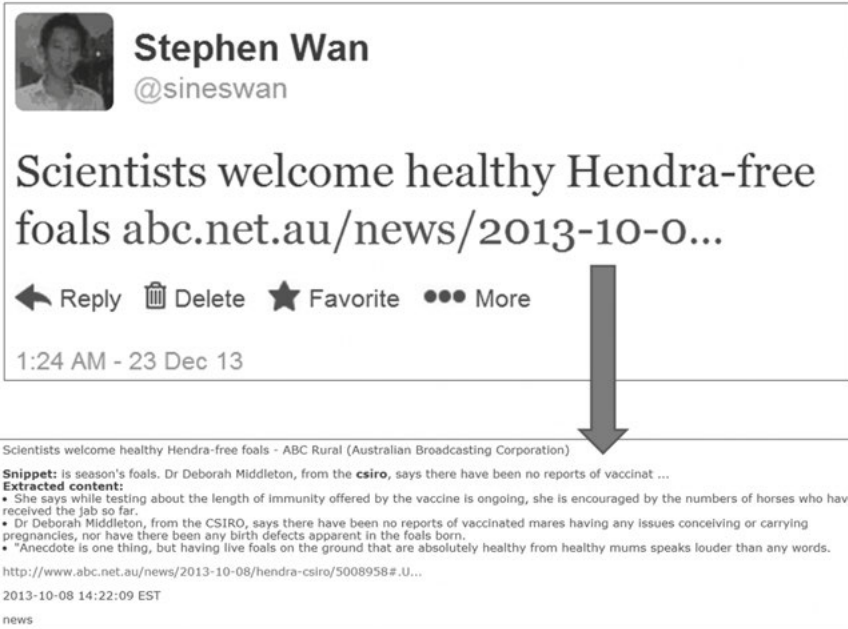 Stephen Wan
@sineswan
Scientists welcome healthy Hendra-free
foals abc.net.au/news/2013-10-0...
Reply Delete Favorite ••• More
1:24 AM - 23 Dec 13
Scientists welcome healthy Hendra-free foals - ABC Rural (Australian Broadcasting Corporation)
Snippet: is season's foals. Dr Deborah Middleton, from the csiro, says there have been no reports of vaccinat ...
Extracted content:
• She says while testing about the length of immunity offered by the vaccine is ongoing, she is encouraged by the numbers of horses who hav
received the jab so far.
• Dr Deborah Middleton, from the CSIRO, says there have been no reports of vaccinated mares having any issues conceiving or carrying
pregnancies, nor have there been any birth defects apparent in the foals born.
• "Anecdote is one thing, but having live foals on the ground that are absolutely healthy from healthy mums speaks louder than any words.
http://www.abc.net.au/news/2013-10-08/hendra-csiro/5008958#.U...
2013-10-08 14:22:09 EST
news